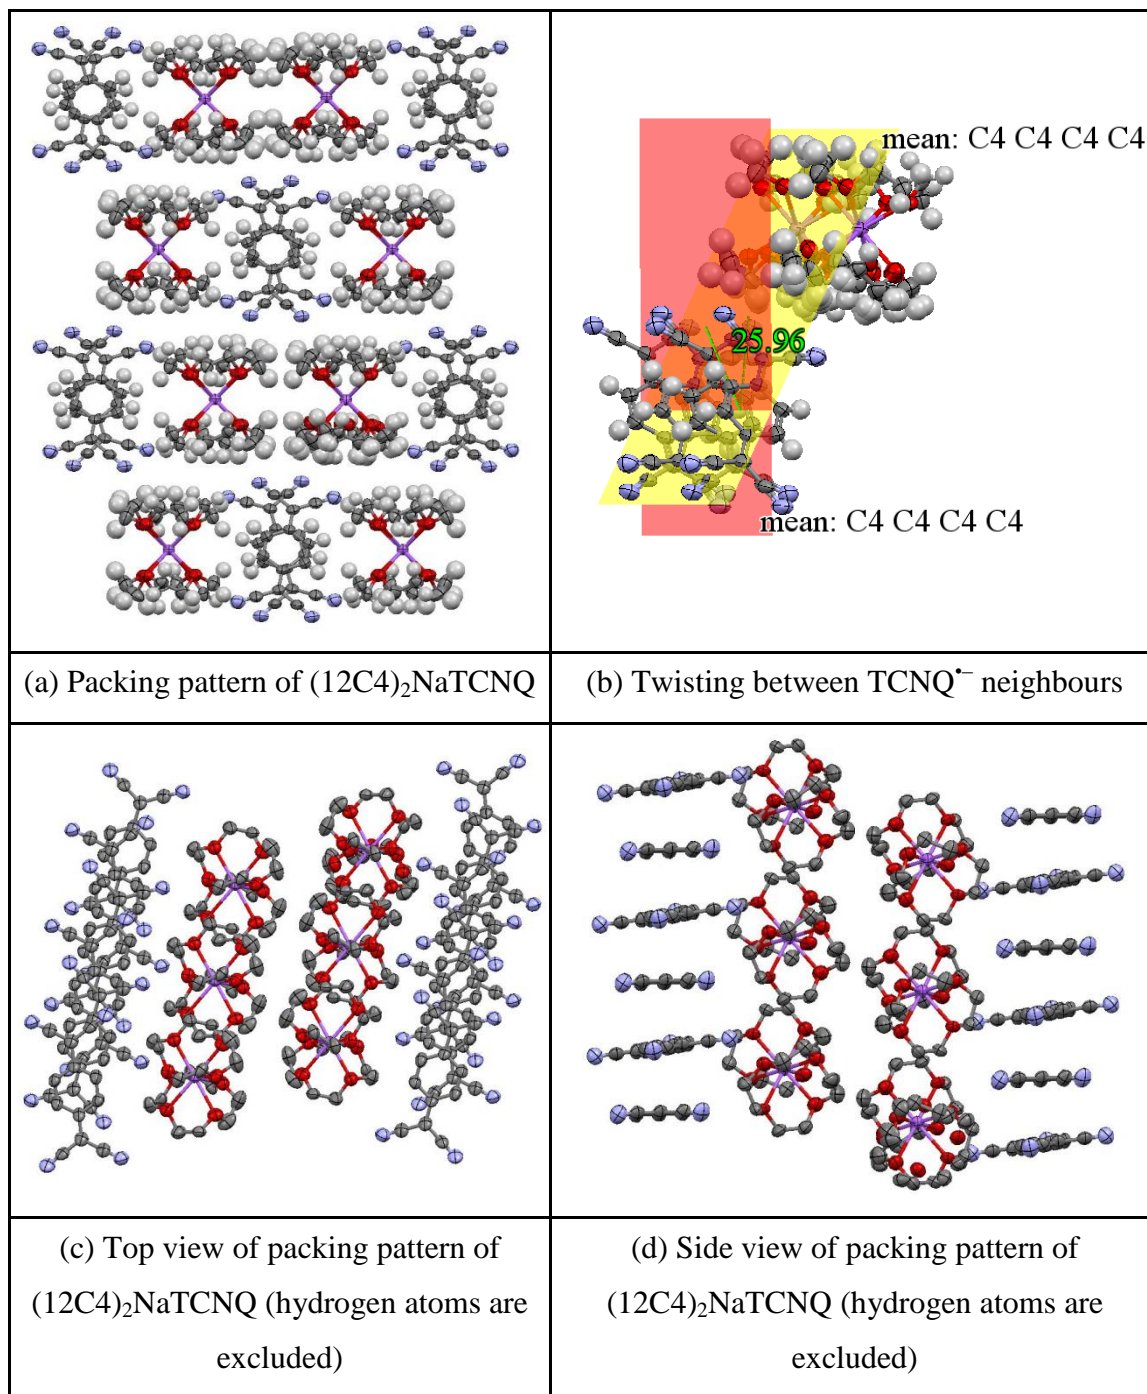 mean: C4 C4 C4 C4
25.96
mean: C4 C4 C4 C4
(a) Packing pattern of (12C4)₂NaTCNQ
(b) Twisting between TCNQ•⁻ neighbours
(c) Top view of packing pattern of
(12C4)₂NaTCNQ (hydrogen atoms are
excluded)
(d) Side view of packing pattern of
(12C4)₂NaTCNQ (hydrogen atoms are
excluded)